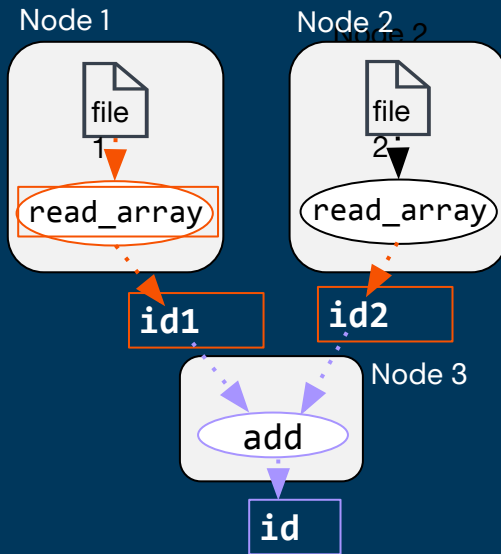 Node 1
Node 2
Node 2
file
1
file
2
read_array
read_array
id1
id2
Node 3
add
id